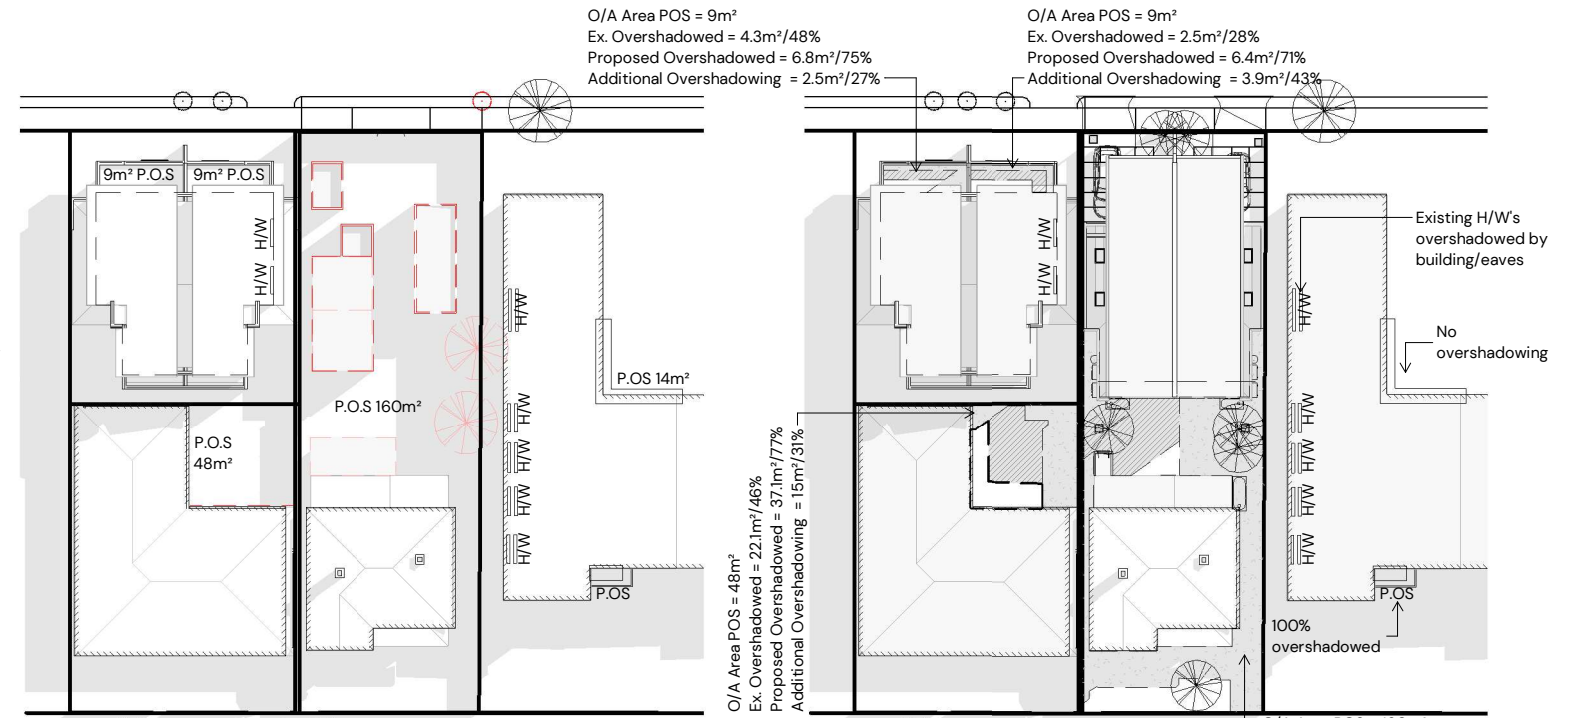 O/A Area POS = 9m²
Ex. Overshadowed = 4.3m²/48%
Proposed Overshadowed = 6.8m²/75%
Additional Overshadowing = 2.5m²/27%
O/A Area POS = 9m²
Ex. Overshadowed = 2.5m²/28%
Proposed Overshadowed = 6.4m²/71%
Additional Overshadowing = 3.9m²/43%
9m² P.O.S
9m² P.O.S
H/W
H/W
H/W
P.OS 14m²
P.O.S 160m²
P.O.S
48m²
H/W
H/W
H/W
H/W
P.OS
O/A Area POS = 48m²
Ex. Overshadowed = 22.1m²/46%
Proposed Overshadowed = 37.1m²/77%
Additional Overshadowing = 15m²/31%
H/W
H/W
H/W
Existing H/W's
overshadowed by
building/eaves
No
overshadowing
H/W
H/W
H/W
H/W
P.OS
100%
overshadowed